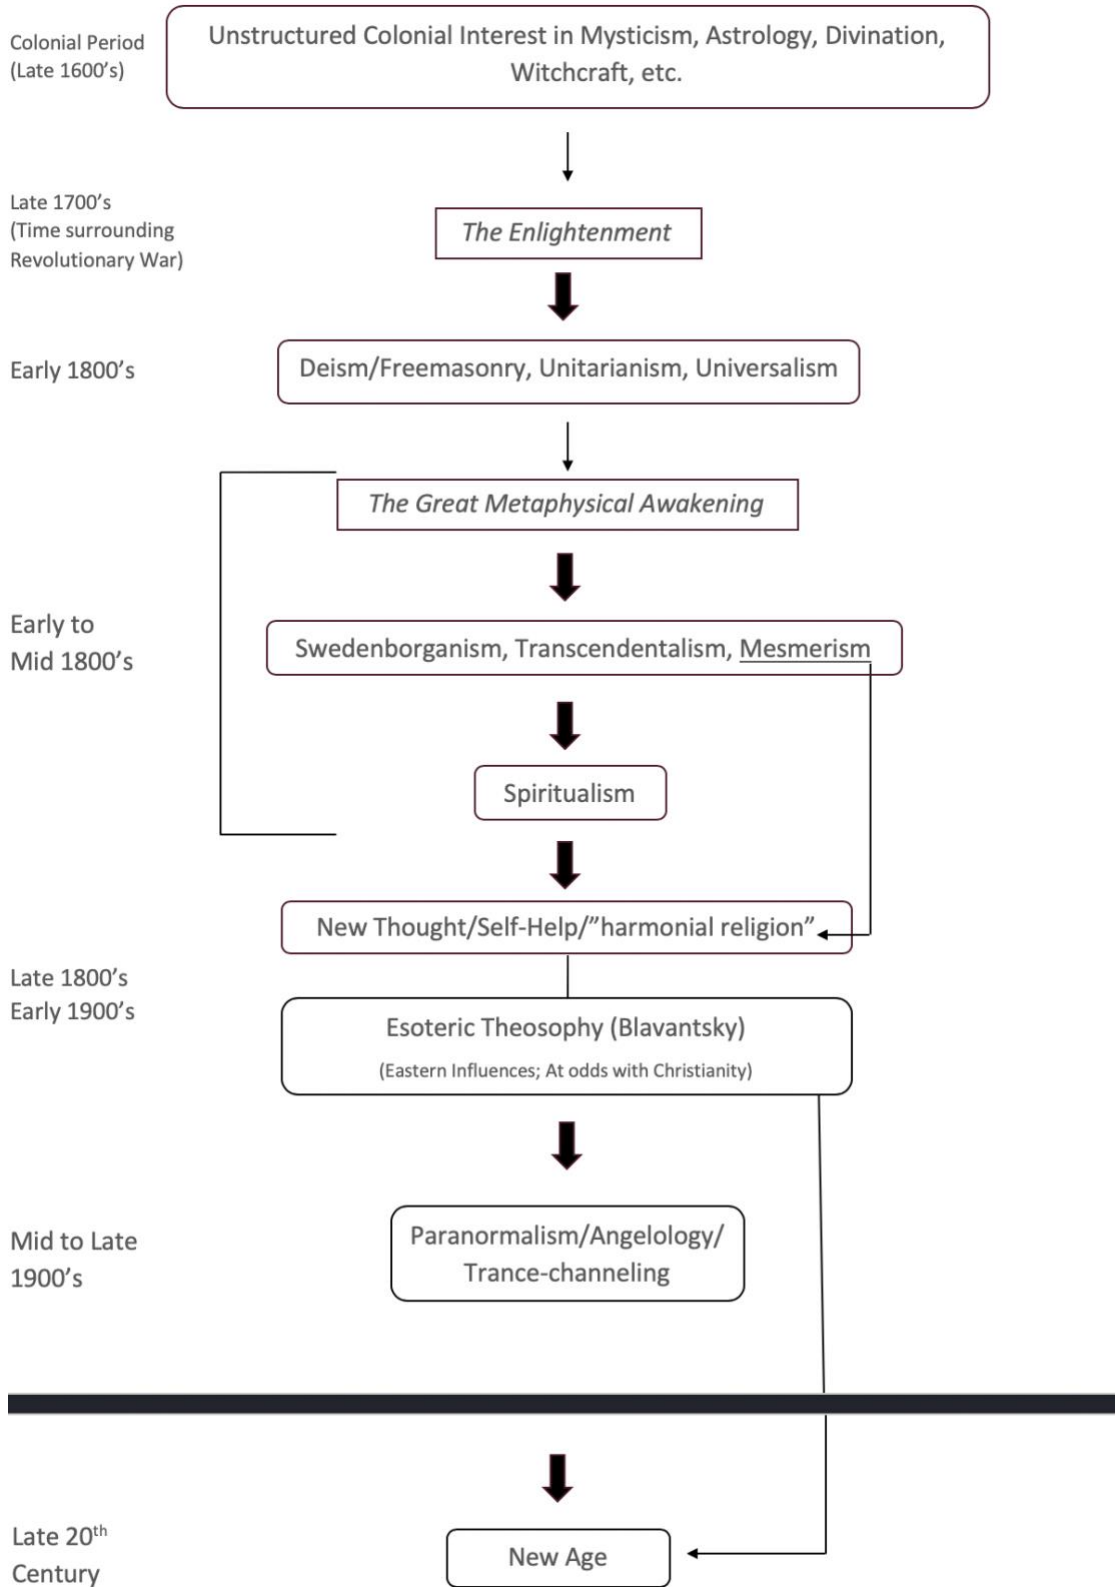 Colonial Period
(Late 1600’s)
Unstructured Colonial Interest in Mysticism, Astrology, Divination,
Witchcraft, etc.
Late 1700’s
(Time surrounding
Revolutionary War)
The Enlightenment
Early 1800’s
Deism/Freemasonry, Unitarianism, Universalism
The Great Metaphysical Awakening
Early to
Mid 1800’s
Swedenborganism, Transcendentalism, Mesmerism
Spiritualism
New Thought/Self-Help/”harmonial religion”
Late 1800’s
Early 1900’s
Esoteric Theosophy (Blavantsky)
(Eastern Influences; At odds with Christianity)
Mid to Late
1900’s
Paranormalism/Angelology/
Trance-channeling
Late 20th
Century
New Age